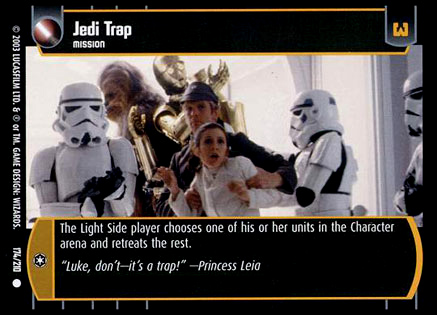 Jedi Trap
MISSION
The Light Side player chooses one of his or her units in the Character
arena and retreats the rest.
"Luke, don't—it's a trap!" —Princess Leia
© 2003 LUCASFILM LTD. & ® or TM. GAME DESIGN: WIZARDS.
174/210